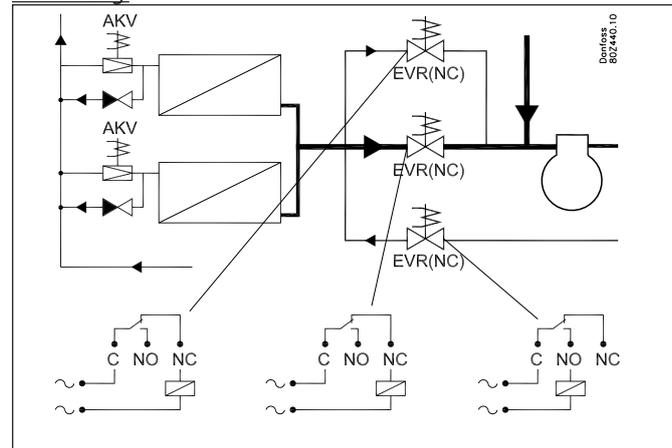 AKV
Danfoss
80Z440.10
EVR(NC)
AKV
EVR(NC)
EVR(NC)
C NO NC
C NO NC
C NO NC